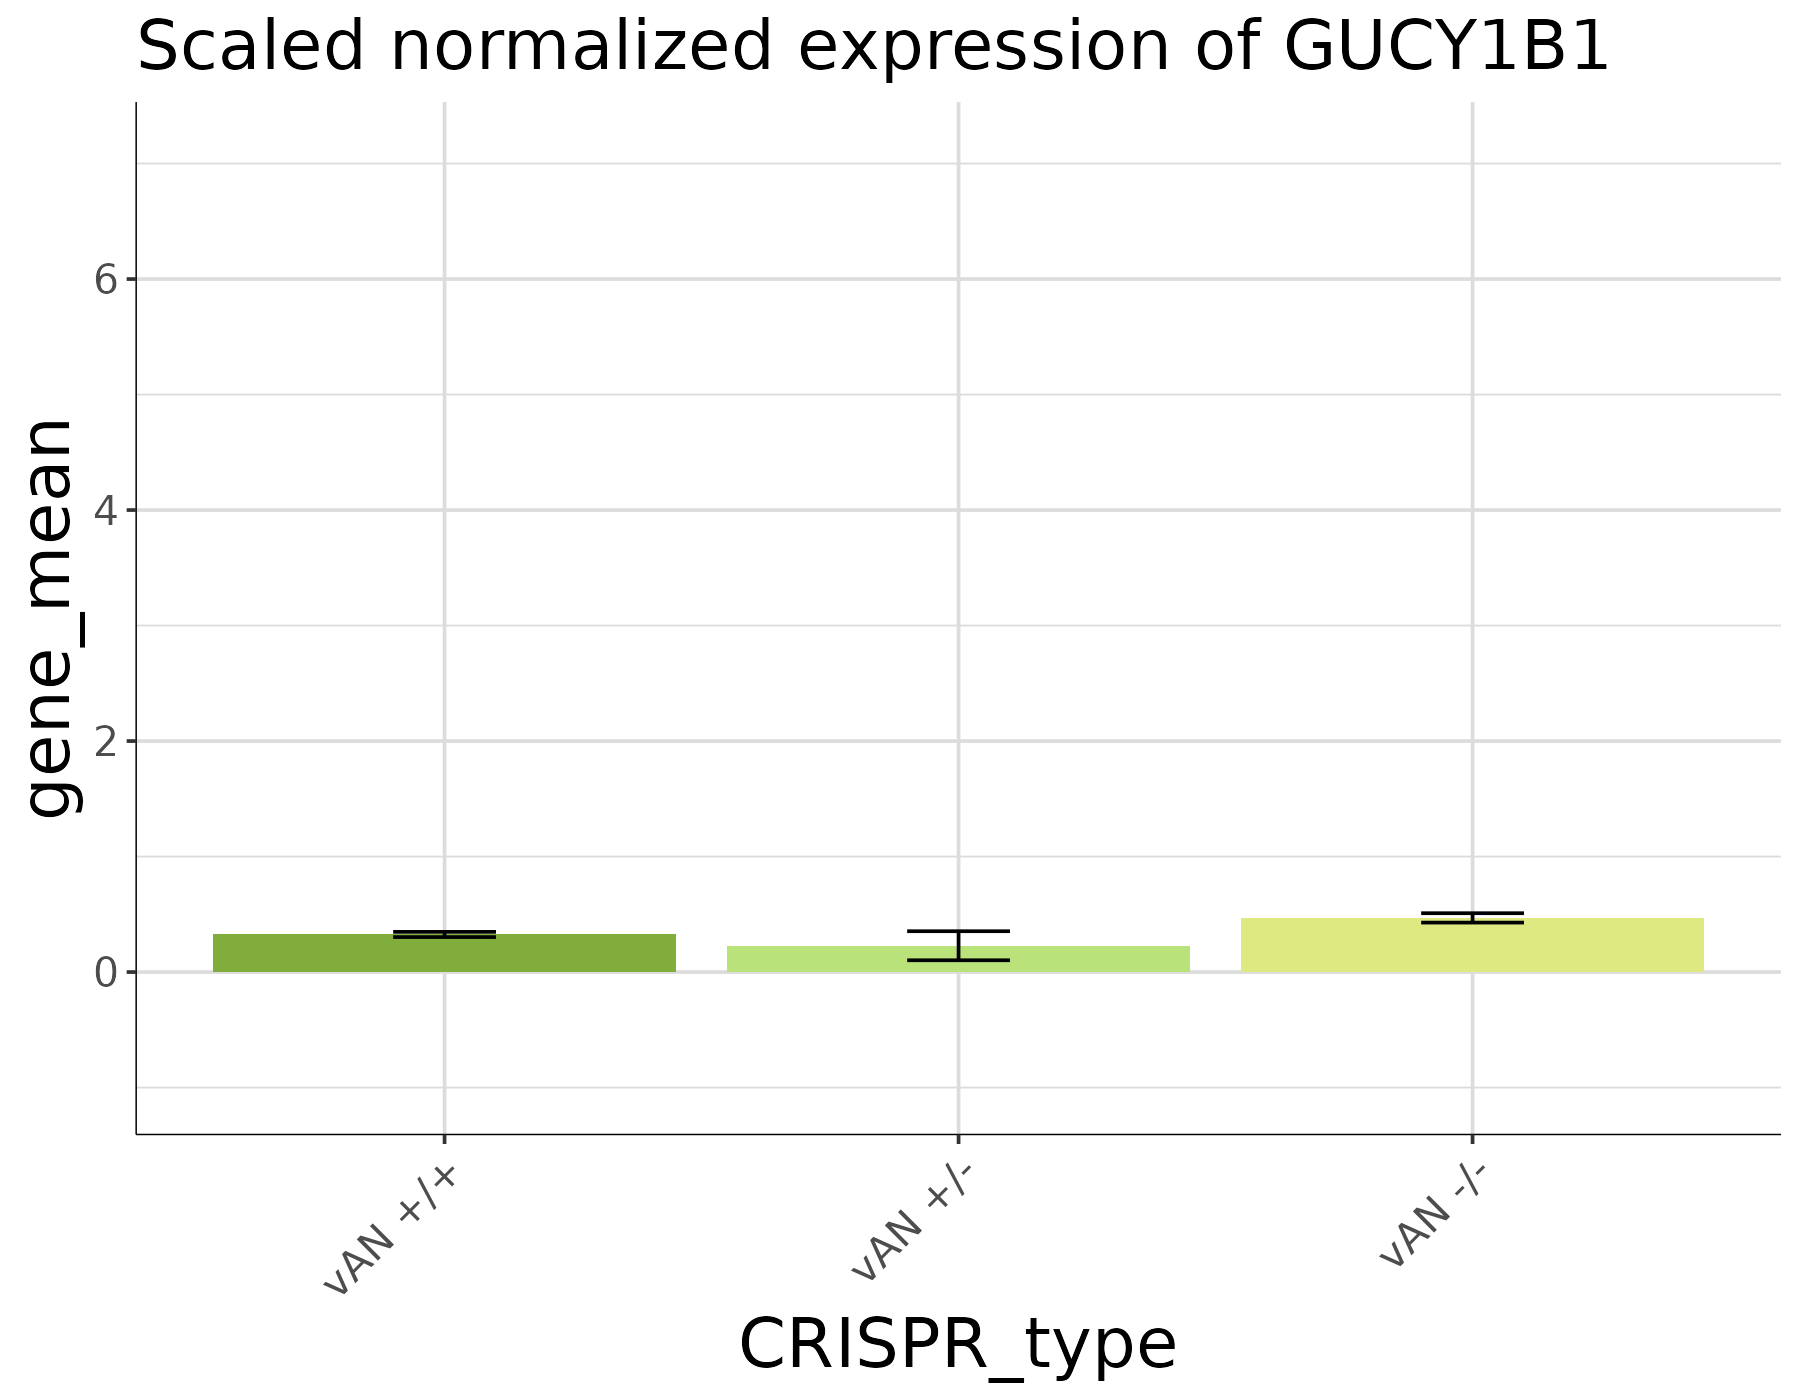 Scaled normalized expression of GUCY1B1
gene_mean
6
4
2
0
vAN +/+
vAN +/-
vAN -/-
CRISPR_type